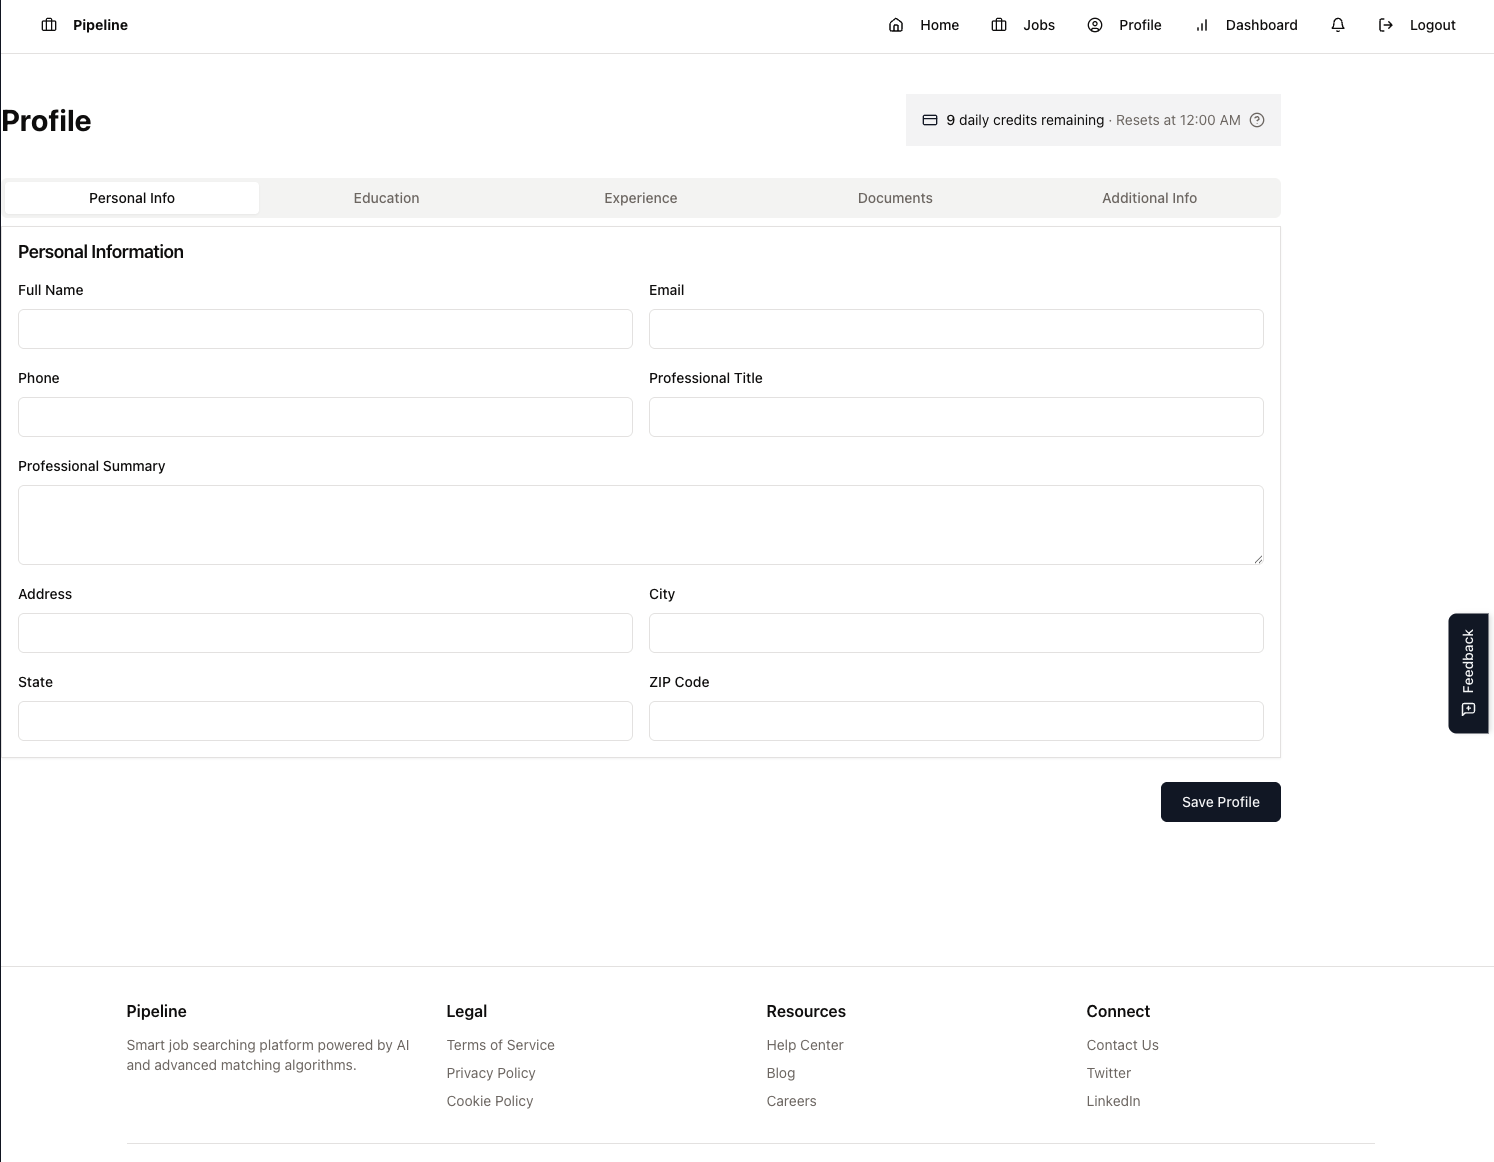 Pipeline
Home
Jobs
Profile
Dashboard
Logout
Profile
9 daily credits remaining · Resets at 12:00 AM
Personal Info
Education
Experience
Documents
Additional Info
Personal Information
Full Name
Email
Phone
Professional Title
Professional Summary
Address
City
State
ZIP Code
Feedback
Save Profile
Pipeline
Smart job searching platform powered by AI
and advanced matching algorithms.
Legal
Terms of Service
Privacy Policy
Cookie Policy
Resources
Help Center
Blog
Careers
Connect
Contact Us
Twitter
LinkedIn